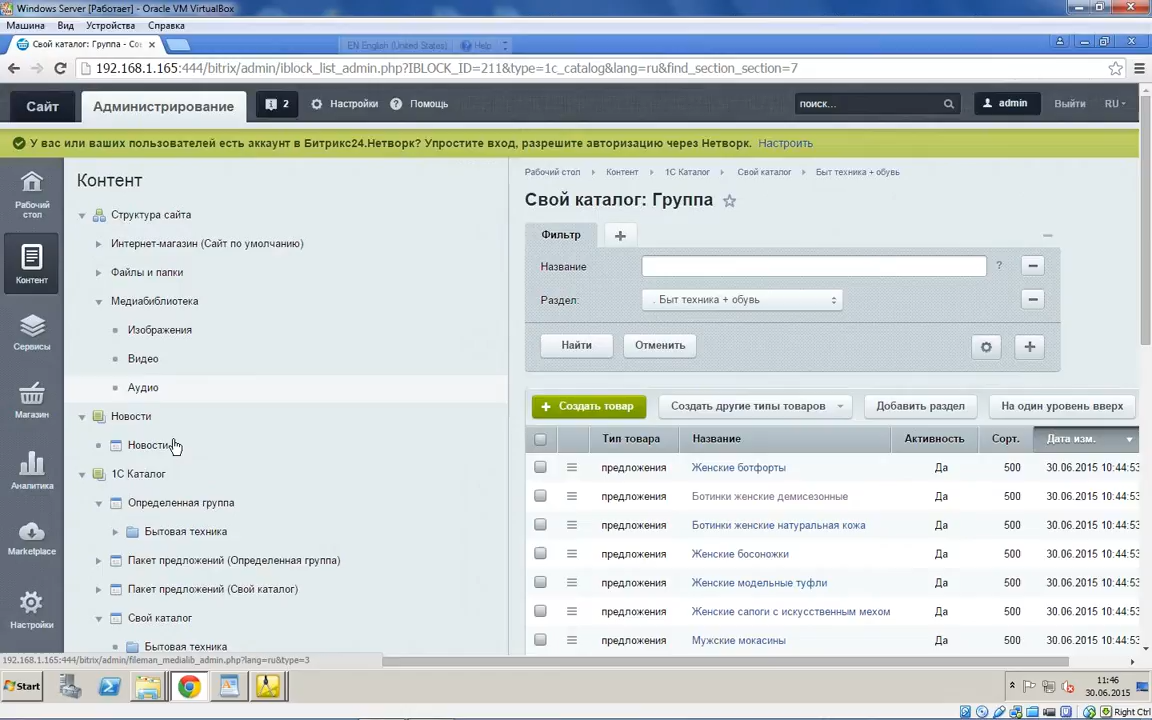 Windows Server [Работает] - Oracle VM VirtualBox
Машина Вид Устройства Справка
Свой каталог: Группа - Со ×
EN English (United States) Help
192.168.1.165:444/bitrix/admin/iblock_list_admin.php?IBLOCK_ID=211&type=1c_catalog&lang=ru&find_section_section=7
Сайт Администрирование 2 Настройки Помощь поиск... admin Выйти RU
У вас или ваших пользователей есть аккаунт в Битрикс24.Нетворк? Упростите вход, разрешите авторизацию через Нетворк. Настроить
Рабочий стол
Контент
Сервисы
Магазин
Аналитика
Marketplace
Настройки
Контент
Структура сайта
Интернет-магазин (Сайт по умолчанию)
Файлы и папки
Медиабиблиотека
Изображения
Видео
Аудио
Новости
Новости
1С Каталог
Определенная группа
Бытовая техника
Пакет предложений (Определенная группа)
Пакет предложений (Свой каталог)
Свой каталог
Бытовая техника
Рабочий стол Контент 1С Каталог Свой каталог Быт техника + обувь
Свой каталог: Группа
Фильтр +
Название ?
Раздел: . Быт техника + обувь
Найти Отменить
+ Создать товар Создать другие типы товаров Добавить раздел На один уровень вверх
Тип товара Название Активность Сорт. Дата изм.
предложения Женские ботфорты Да 500 30.06.2015 10:44:53
предложения Ботинки женские демисезонные Да 500 30.06.2015 10:44:53
предложения Ботинки женские натуральная кожа Да 500 30.06.2015 10:44:53
предложения Женские босоножки Да 500 30.06.2015 10:44:53
предложения Женские модельные туфли Да 500 30.06.2015 10:44:53
предложения Женские сапоги с искусственным мехом Да 500 30.06.2015 10:44:53
предложения Мужские мокасины Да 500 30.06.2015 10:44:53
192.168.1.165:444/bitrix/admin/fileman_medialib_admin.php?lang=ru&type=3
Start
11:46
30.06.2015
Right Ctrl